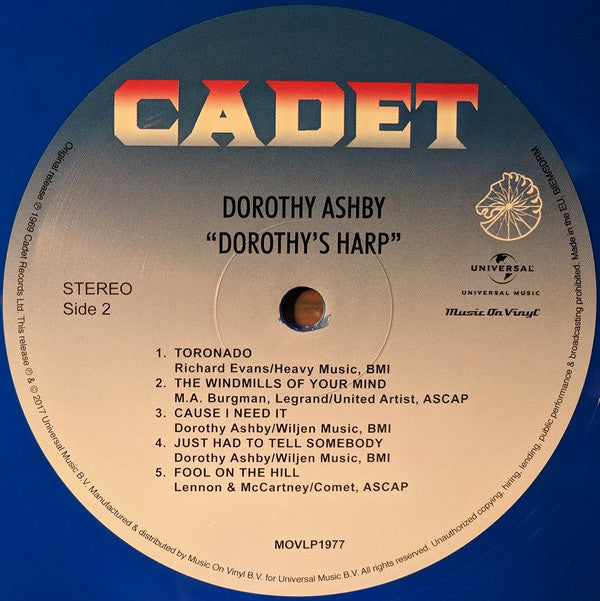 CADET
DOROTHY ASHBY
“DOROTHY’S HARP”
STEREO
Side 2
UNIVERSAL
UNIVERSAL MUSIC
Music On Vinyl
1. TORONADO
Richard Evans/Heavy Music, BMI
2. THE WINDMILLS OF YOUR MIND
M.A. Burgman, Legrand/United Artist, ASCAP
3. CAUSE I NEED IT
Dorothy Ashby/Wiljen Music, BMI
4. JUST HAD TO TELL SOMEBODY
Dorothy Ashby/Wiljen Music, BMI
5. FOOL ON THE HILL
Lennon & McCartney/Comet, ASCAP
MOVLP1977
Original release ℗ 1969 Cadet Records Ltd. This release ℗ & © 2017 Universal Music B.V. Manufactured & distributed by Music On Vinyl B.V. for Universal Music B.V. All rights reserved. Unauthorized copying, hiring, lending, public performance & broadcasting prohibited. Made in the EU. BIEM/SDRM